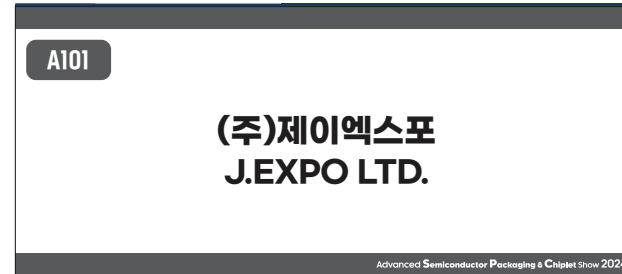 A101
(주)제이엑스포
J.EXPO LTD.
Advanced Semiconductor Packaging & Chiplet Show 2024